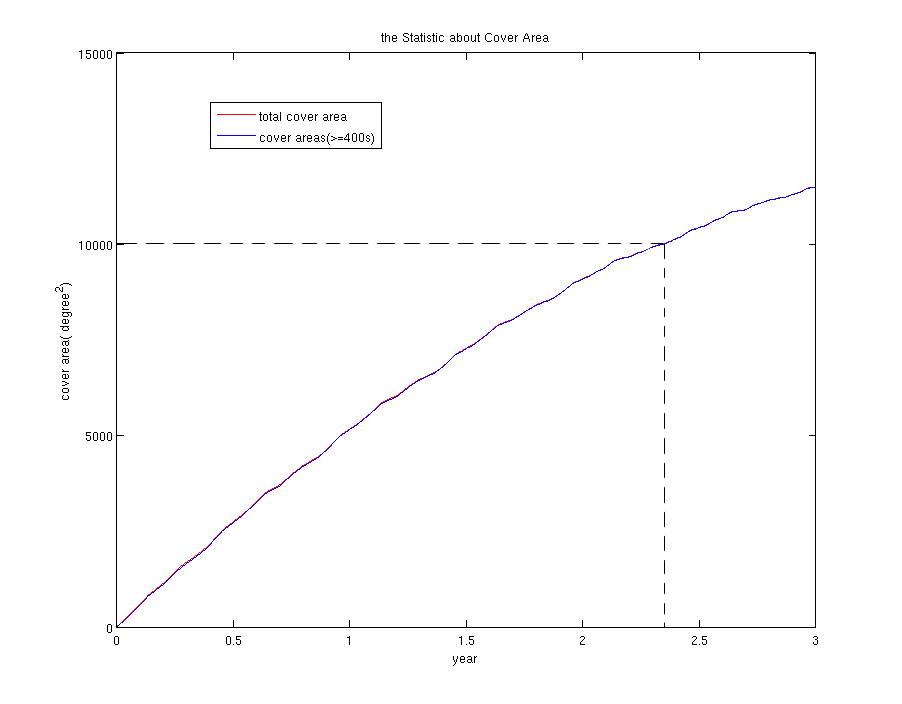 the Statistic about Cover Area
15000
total cover area
cover areas(>=400s)
10000
cover area( degree2)
5000
0
0 0.5 1 1.5 2 2.5 3
year